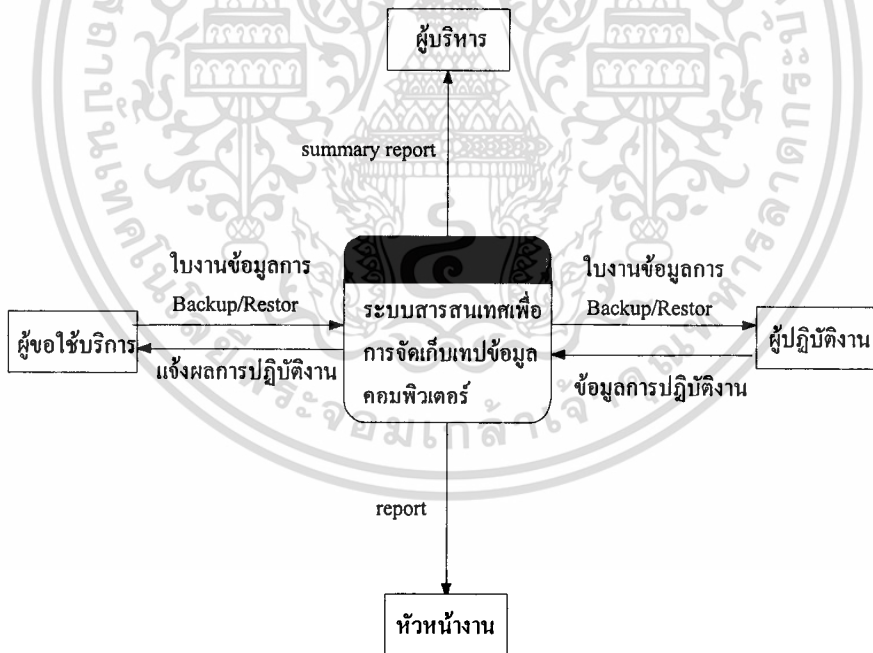 ผู้บริหาร
summary report
ใบงานข้อมูลการ
Backup/Restor
ผู้ขอใช้บริการ
แจ้งผลการปฏิบัติงาน
ระบบสารสนเทศเพื่อ
การจัดเก็บเทปข้อมูล
คอมพิวเตอร์
ใบงานข้อมูลการ
Backup/Restor
ผู้ปฏิบัติงาน
ข้อมูลการปฏิบัติงาน
report
หัวหน้างาน